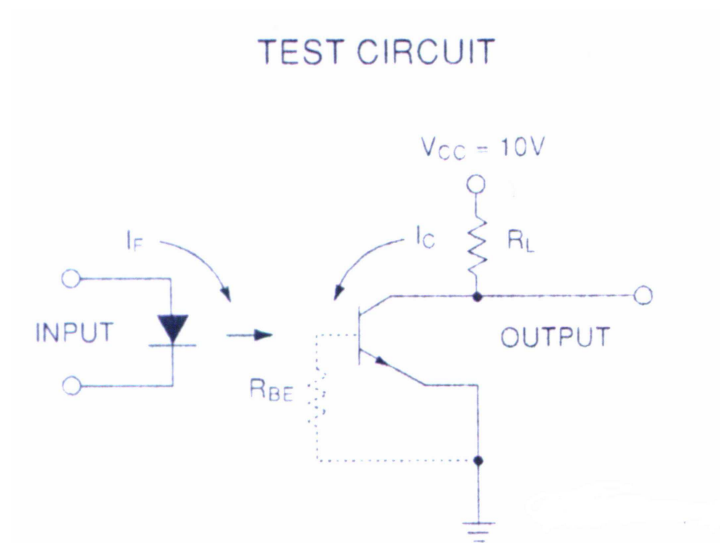 TEST CIRCUIT
VCC = 10V
IF
IC
RL
INPUT
OUTPUT
RBE